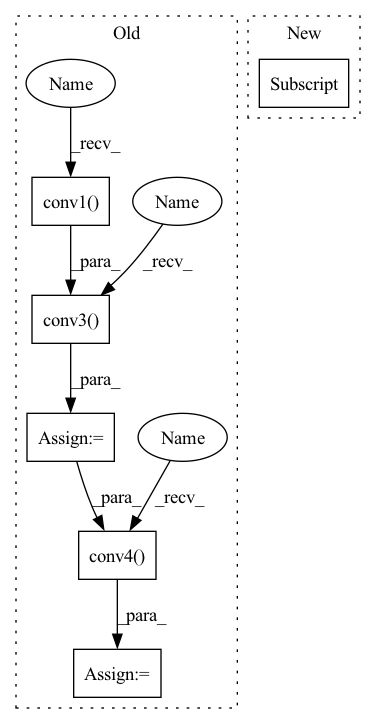 Old
New
Name
Subscript
_recv_
conv1()
Name
_para_
_recv_
conv3()
_para_
Assign:=
Name
_para_
_recv_
conv4()
_para_
Assign:=